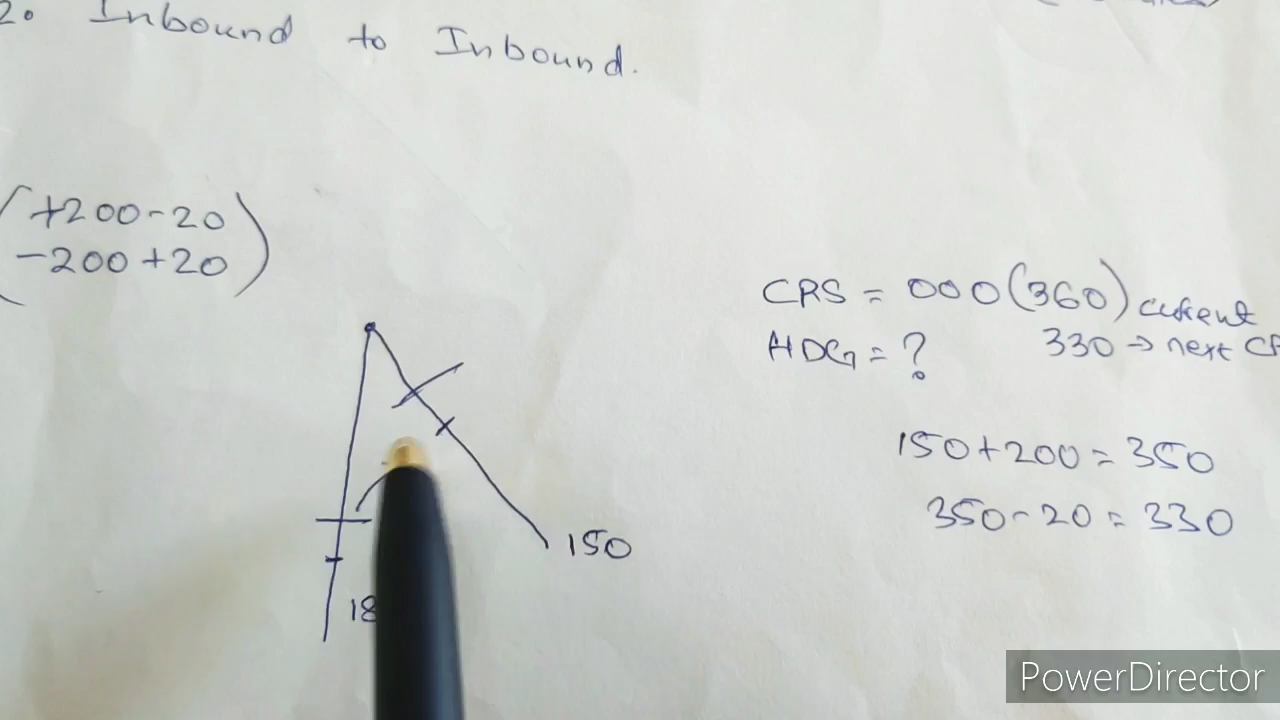 2. Inbound to Inbound.
(+200-20
-200+20)
CRS = 000(360) current
HDG = ? 330 → next
150+200=350
350-20=330
150
18
PowerDirector